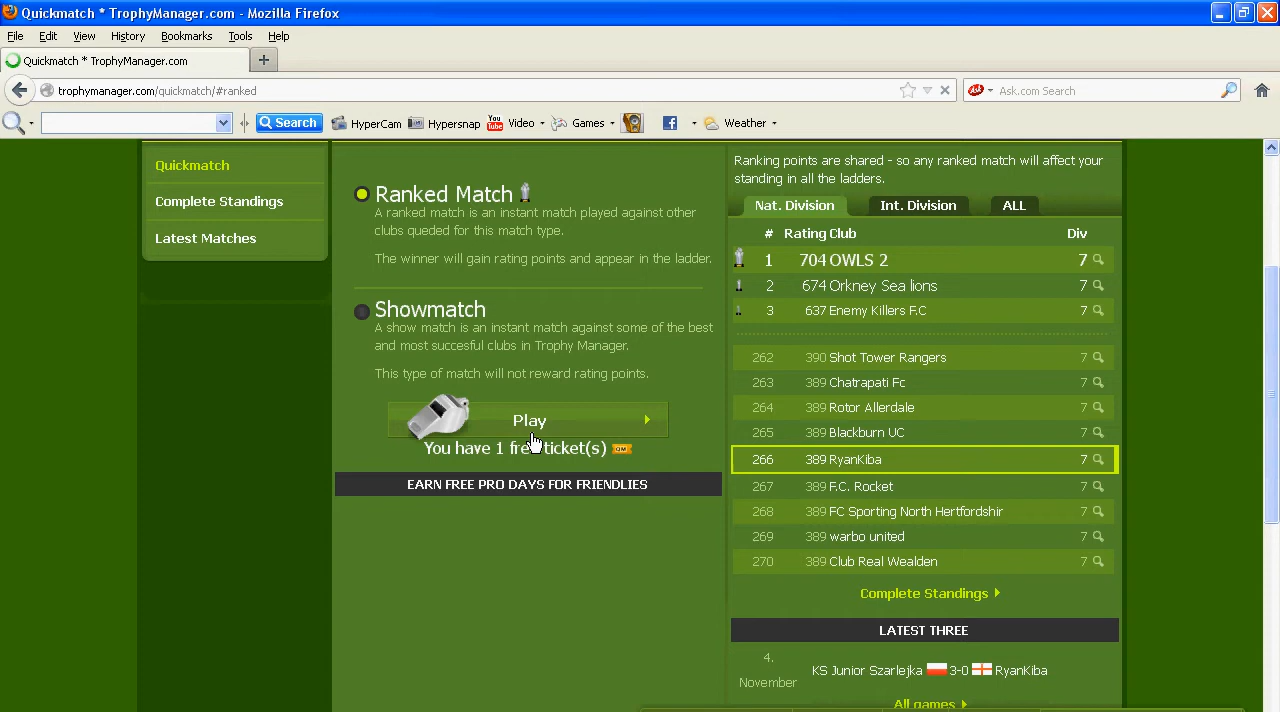 Quickmatch * TrophyManager.com - Mozilla Firefox
File Edit View History Bookmarks Tools Help
Quickmatch * TrophyManager.com
trophymanager.com/quickmatch/#ranked
Ask.com Search
Search HyperCam Hypersnap You Tube Video Games Weather
Quickmatch
Complete Standings
Latest Matches
Ranked Match
A ranked match is an instant match played against other
clubs queded for this match type.
The winner will gain rating points and appear in the ladder.
Showmatch
A show match is an instant match against some of the best
and most succesful clubs in Trophy Manager.
This type of match will not reward rating points.
Play
You have 1 free ticket(s) QM
EARN FREE PRO DAYS FOR FRIENDLIES
Ranking points are shared - so any ranked match will affect your
standing in all the ladders.
Nat. Division Int. Division ALL
# Rating Club Div
1 704 OWLS 2 7
2 674 Orkney Sea lions 7
3 637 Enemy Killers F.C 7
262 390 Shot Tower Rangers 7
263 389 Chatrapati Fc 7
264 389 Rotor Allerdale 7
265 389 Blackburn UC 7
266 389 RyanKiba 7
267 389 F.C. Rocket 7
268 389 FC Sporting North Hertfordshir 7
269 389 warbo united 7
270 389 Club Real Wealden 7
Complete Standings
LATEST THREE
4.
November
KS Junior Szarlejka 3-0 RyanKiba
All games